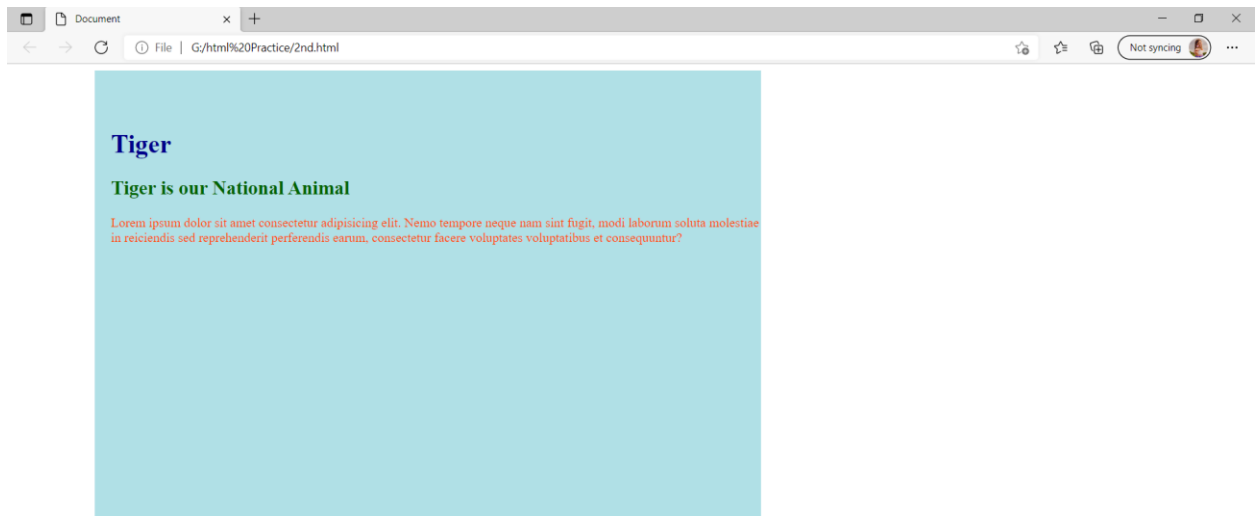 Document
File | G:/html%20Practice/2nd.html
Not syncing
Tiger
Tiger is our National Animal
Lorem ipsum dolor sit amet consectetur adipisicing elit. Nemo tempore neque nam sint fugit, modi laborum soluta molestiae
in reiciendis sed reprehenderit perferendis earum, consectetur facere voluptates voluptatibus et consequuntur?